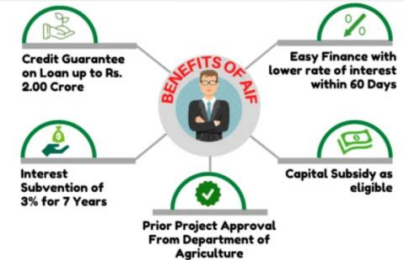 BENEFITS OF AIF
Credit Guarantee
on Loan up to Rs.
2.00 Crore
Easy Finance with
lower rate of interest
within 60 Days
Interest
Subvention of
3% for 7 Years
Capital Subsidy as
eligible
Prior Project Approval
From Department of
Agriculture